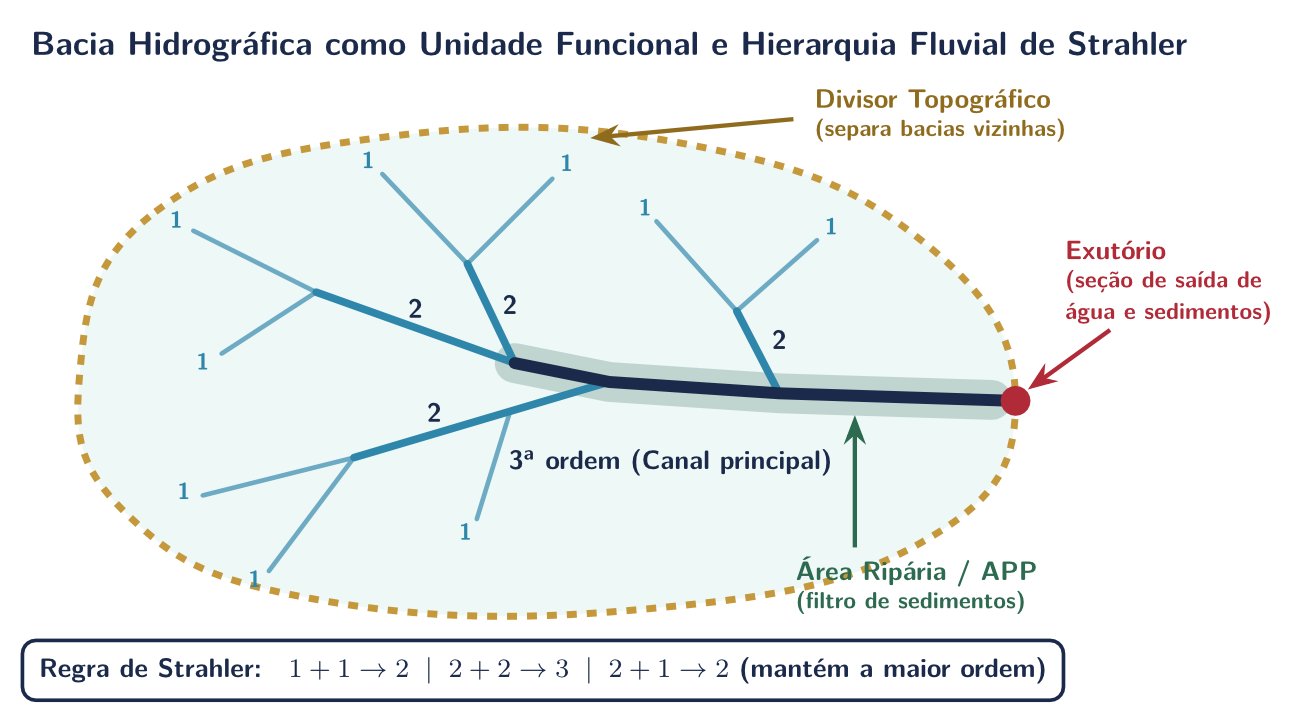 Bacia Hidrográfica como Unidade Funcional e Hierarquia Fluvial de Strahler
Divisor Topográfico
(separa bacias vizinhas)
1
1
1
1
1
Exutório
(seção de saída de
água e sedimentos)
2
2
2
1
2
3ª ordem (Canal principal)
1
1
1
Área Ripária / APP
(filtro de sedimentos)
Regra de Strahler: 1 + 1 → 2 | 2 + 2 → 3 | 2 + 1 → 2 (mantém a maior ordem)